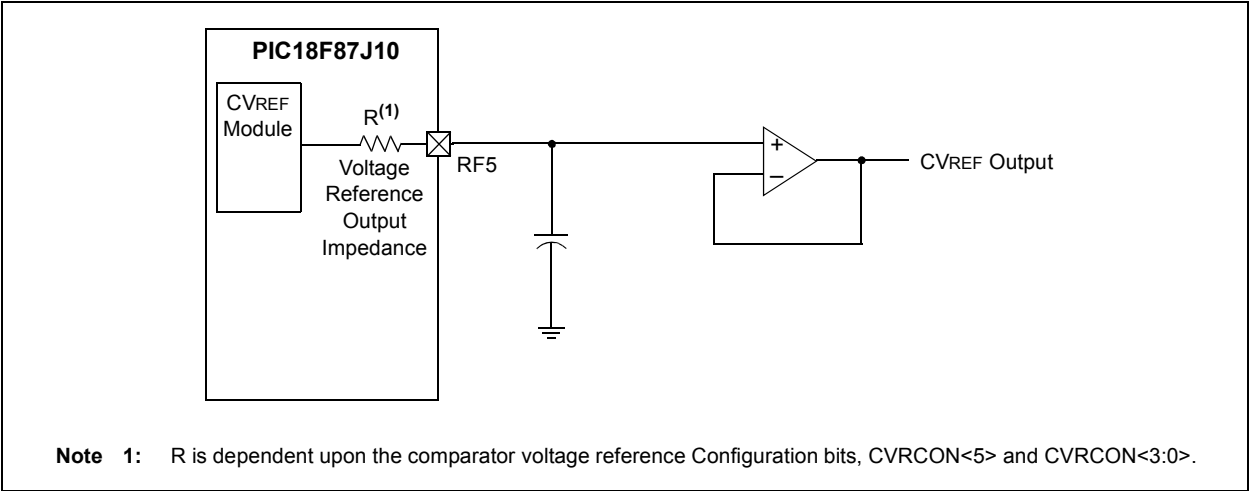 PIC18F87J10
CVREF
Module
R(1)
Voltage
Reference
Output
Impedance
RF5
+
–
CVREF Output
Note 1: R is dependent upon the comparator voltage reference Configuration bits, CVRCON<5> and CVRCON<3:0>.